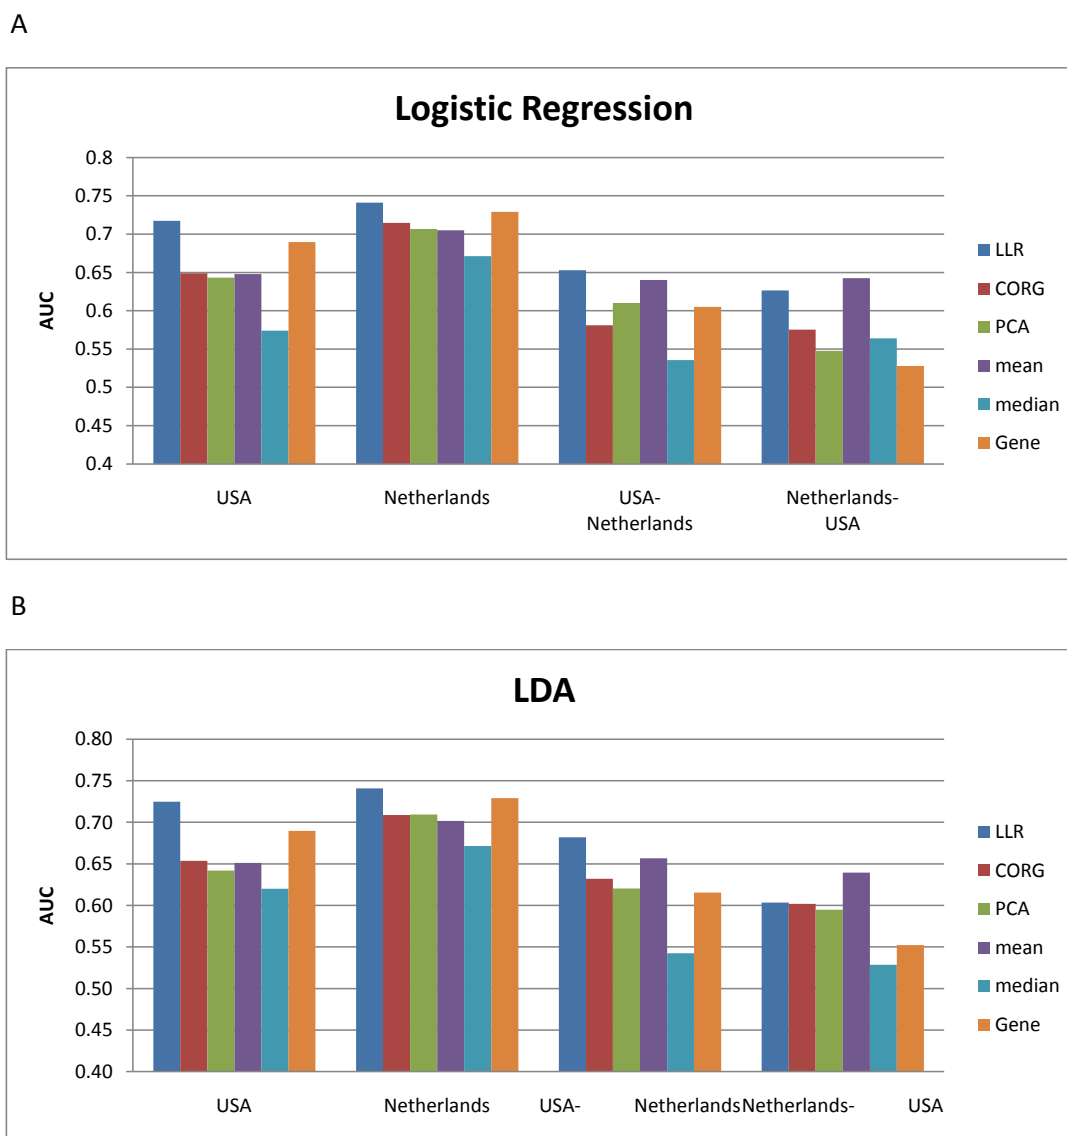 A
Logistic Regression
0.8
0.75
0.7
0.65
0.6
0.55
0.5
0.45
0.4
AUC
USA
Netherlands
USA-
Netherlands
Netherlands-
USA
LLR
CORG
PCA
mean
median
Gene
B
LDA
0.80
0.75
0.70
0.65
0.60
0.55
0.50
0.45
0.40
AUC
USA Netherlands USA- NetherlandsNetherlands- USA
LLR
CORG
PCA
mean
median
Gene